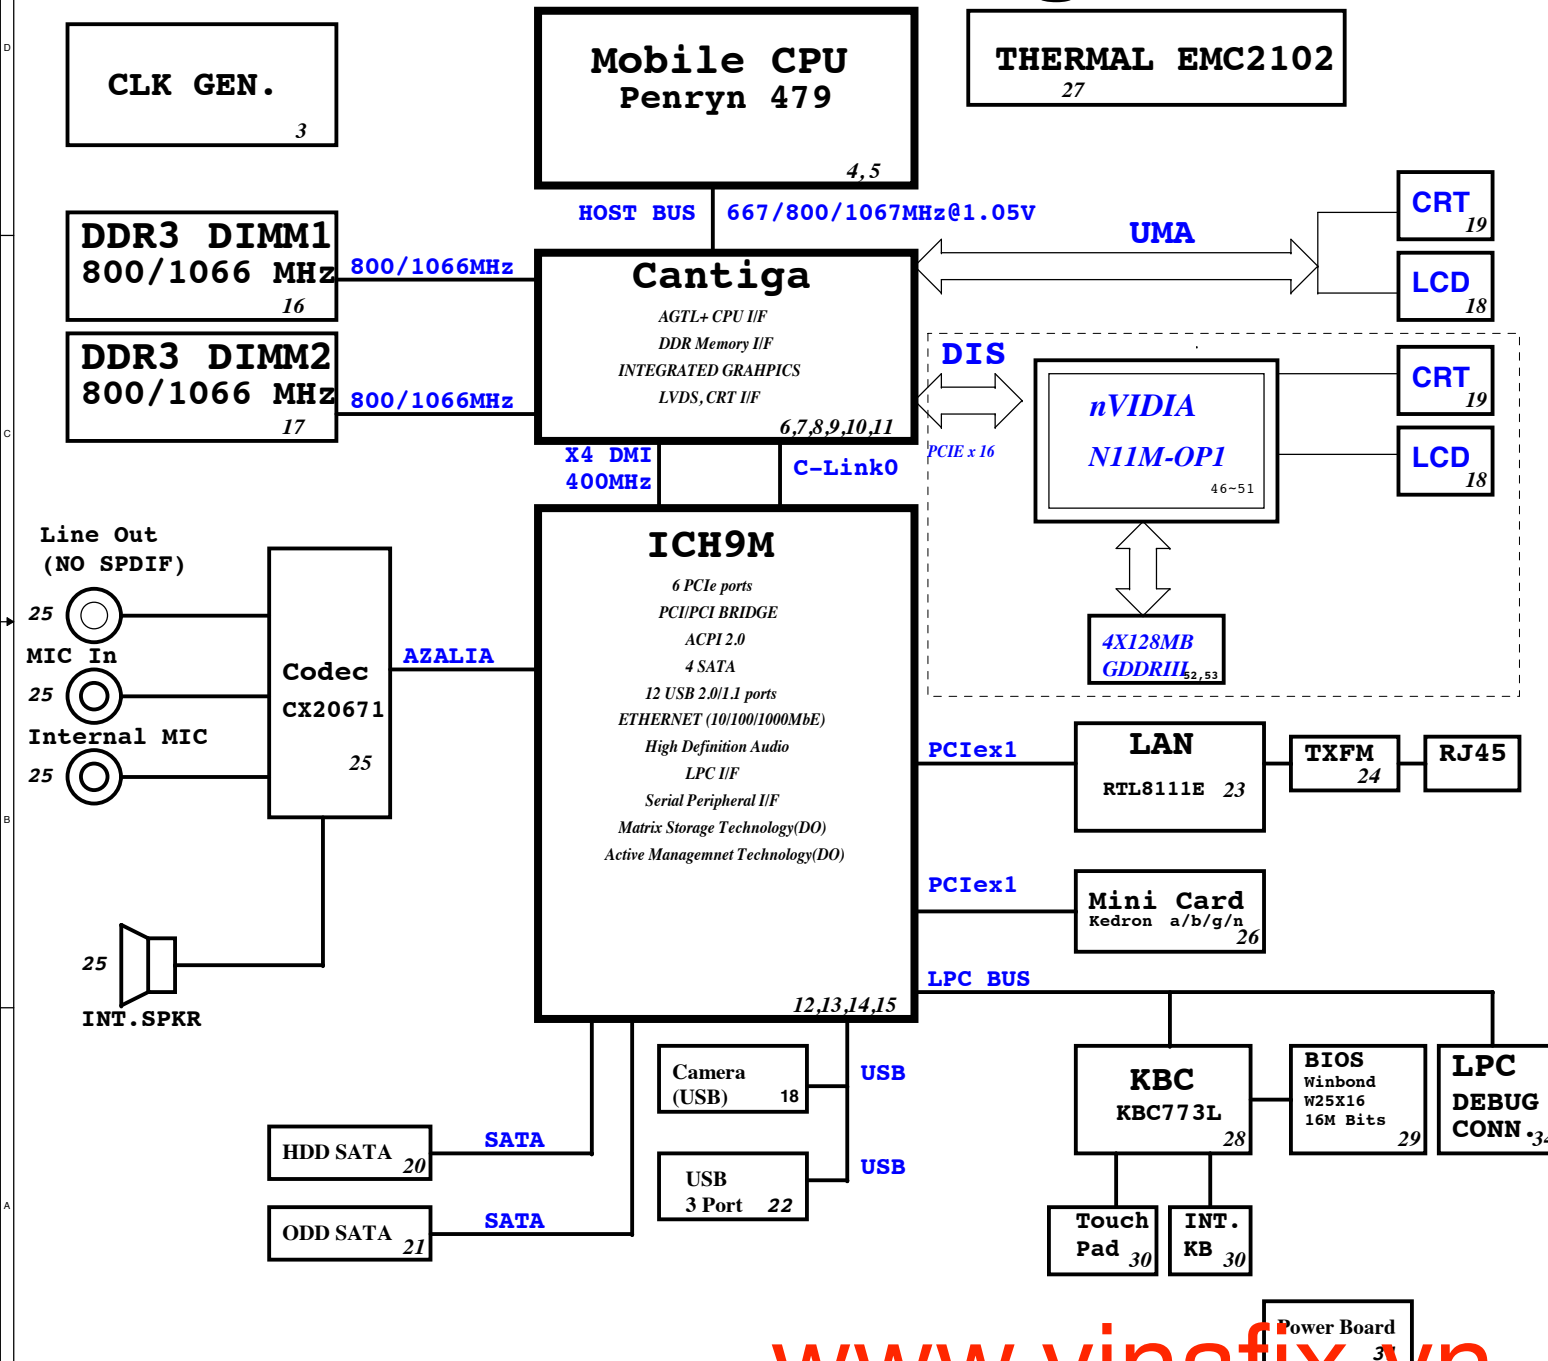 D
CLK GEN.
3
Mobile CPU
Penryn 479
4,5
THERMAL EMC2102
27
HOST BUS
667/800/1067MHz@1.05V
DDR3 DIMM1
800/1066 MHz
16
800/1066MHz
DDR3 DIMM2
800/1066 MHz
17
800/1066MHz
Cantiga
AGTL+ CPU I/F
DDR Memory I/F
INTEGRATED GRAHPICS
LVDS, CRT I/F
6,7,8,9,10,11
UMA
CRT
19
LCD
18
DIS
PCIE x 16
nVIDIA
N11M-OP1
46~51
CRT
19
LCD
18
4X128MB
GDDRIII
52,53
C
X4 DMI
400MHz
C-Link0
ICH9M
6 PCIe ports
PCI/PCI BRIDGE
ACPI 2.0
4 SATA
12 USB 2.0/1.1 ports
ETHERNET (10/100/1000MbE)
High Definition Audio
LPC I/F
Serial Peripheral I/F
Matrix Storage Technology(DO)
Active Managemnet Technology(DO)
12,13,14,15
Line Out
(NO SPDIF)
25
MIC In
25
Internal MIC
25
Codec
CX20671
25
AZALIA
B
25
INT.SPKR
PCIex1
LAN
RTL8111E 23
TXFM
24
RJ45
PCIex1
Mini Card
Kedron a/b/g/n
26
LPC BUS
KBC
KBC773L
28
BIOS
Winbond
W25X16
16M Bits
29
LPC
DEBUG
CONN.
Touch
Pad 30
INT.
KB 30
Camera
(USB) 18
USB
USB
3 Port 22
USB
HDD SATA 20
SATA
ODD SATA 21
SATA
A
Power Board
www.vinafix.vn